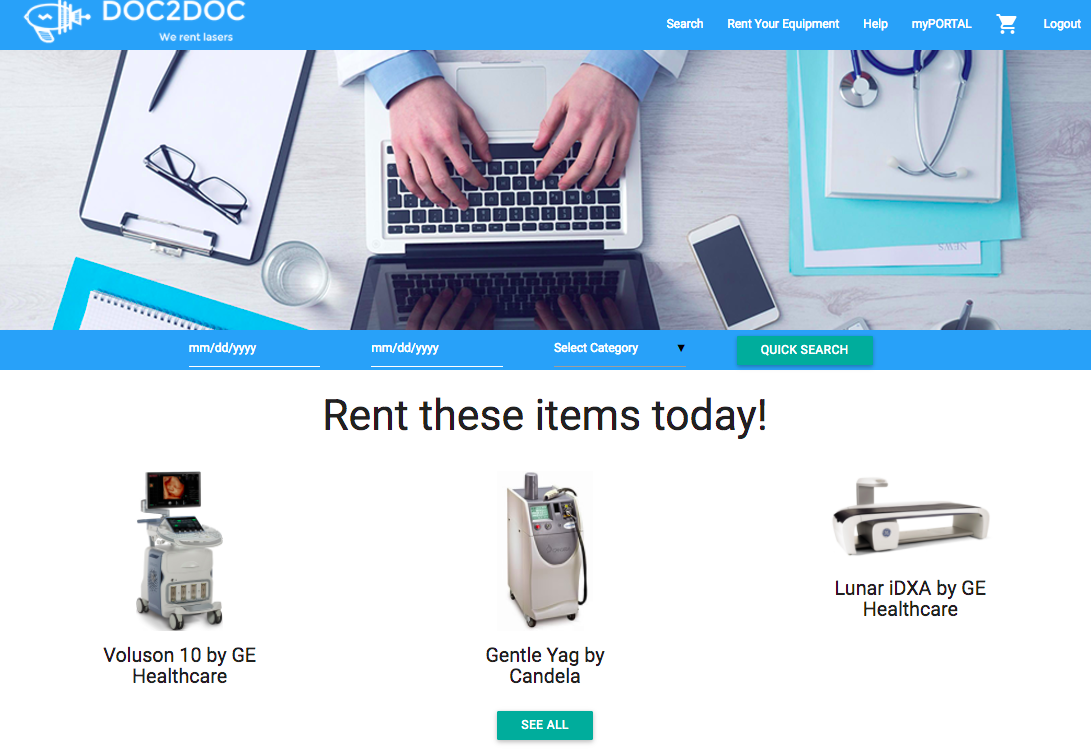 DOC2DOC
We rent lasers
Search
Rent Your Equipment
Help
myPORTAL
Logout
NEWS
mm/dd/yyyy
mm/dd/yyyy
Select Category
QUICK SEARCH
Rent these items today!
Voluson 10 by GE
Healthcare
Gentle Yag by
Candela
Lunar iDXA by GE
Healthcare
SEE ALL